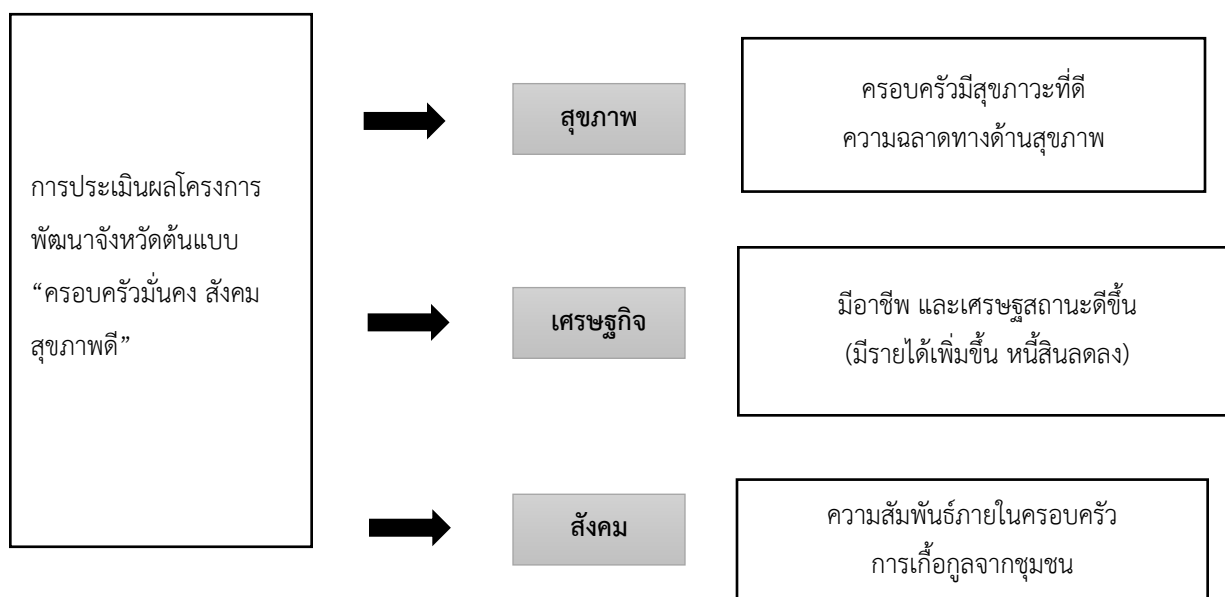 การประเมินผลโครงการ
พัฒนาจังหวัดต้นแบบ
“ครอบครัวมั่นคง สังคม
สุขภาพดี”
สุขภาพ
ครอบครัวมีสุขภาวะที่ดี
ความฉลาดทางด้านสุขภาพ
เศรษฐกิจ
มีอาชีพ และเศรษฐสถานะดีขึ้น
(มีรายได้เพิ่มขึ้น หนี้สินลดลง)
สังคม
ความสัมพันธ์ภายในครอบครัว
การเกื้อกูลจากชุมชน